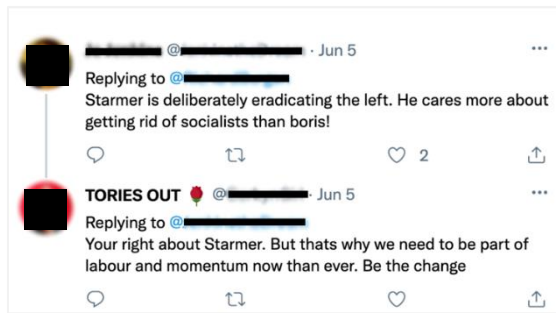 @ · Jun 5
Replying to @
Starmer is deliberately eradicating the left. He cares more about
getting rid of socialists than boris!
2
TORIES OUT 🌹 @ · Jun 5
Replying to @
Your right about Starmer. But thats why we need to be part of
labour and momentum now than ever. Be the change